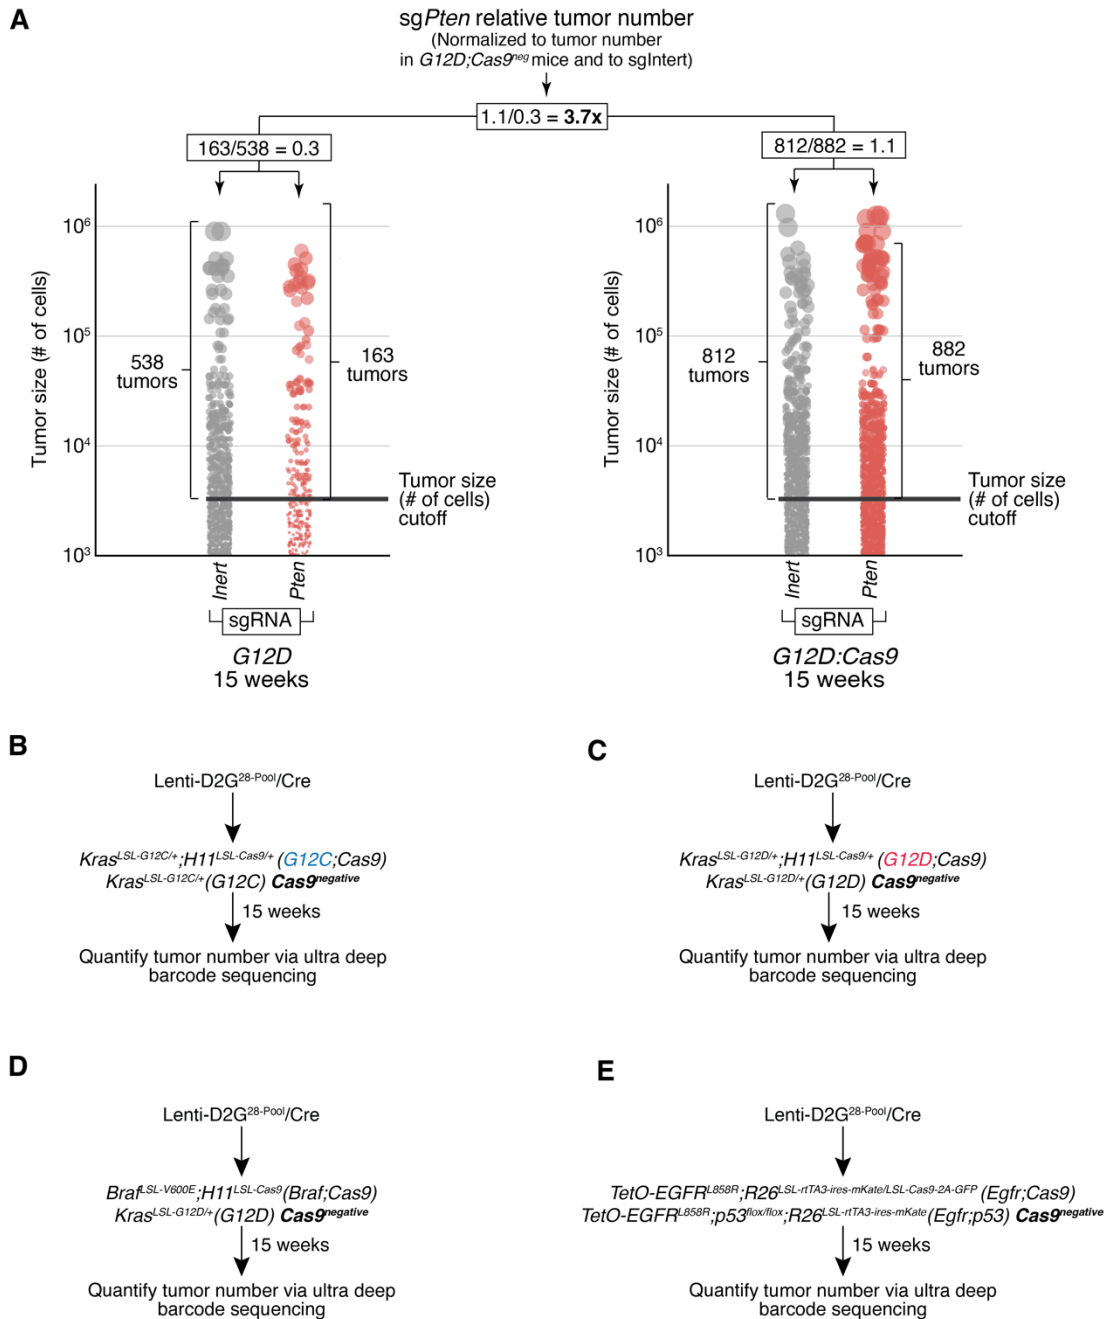 A
sgPten relative tumor number
(Normalized to tumor number
in G12D;Cas9neg mice and to sgIntert)
1.1/0.3 = 3.7x
163/538 = 0.3
812/882 = 1.1
Tumor size (# of cells)
10⁶
10⁵
10⁴
10³
538
tumors
163
tumors
Tumor size
(# of cells)
cutoff
Inert
Pten
sgRNA
G12D
15 weeks
Tumor size (# of cells)
10⁶
10⁵
10⁴
10³
812
tumors
882
tumors
Tumor size
(# of cells)
cutoff
Inert
Pten
sgRNA
G12D:Cas9
15 weeks
B
Lenti-D2G28-Pool/Cre
KrasLSL-G12C/+;H11LSL-Cas9/+ (G12C;Cas9)
KrasLSL-G12C/+(G12C) Cas9negative
15 weeks
Quantify tumor number via ultra deep
barcode sequencing
C
Lenti-D2G28-Pool/Cre
KrasLSL-G12D/+;H11LSL-Cas9/+ (G12D;Cas9)
KrasLSL-G12D/+(G12D) Cas9negative
15 weeks
Quantify tumor number via ultra deep
barcode sequencing
D
Lenti-D2G28-Pool/Cre
BrafLSL-V600E;H11LSL-Cas9(Braf;Cas9)
KrasLSL-G12D/+(G12D) Cas9negative
15 weeks
Quantify tumor number via ultra deep
barcode sequencing
E
Lenti-D2G28-Pool/Cre
TetO-EGFRL858R;R26LSL-rtTA3-ires-mKate/LSL-Cas9-2A-GFP (Egfr;Cas9)
TetO-EGFRL858R;p53flox/flox;R26LSL-rtTA3-ires-mKate(Egfr;p53) Cas9negative
15 weeks
Quantify tumor number via ultra deep
barcode sequencing